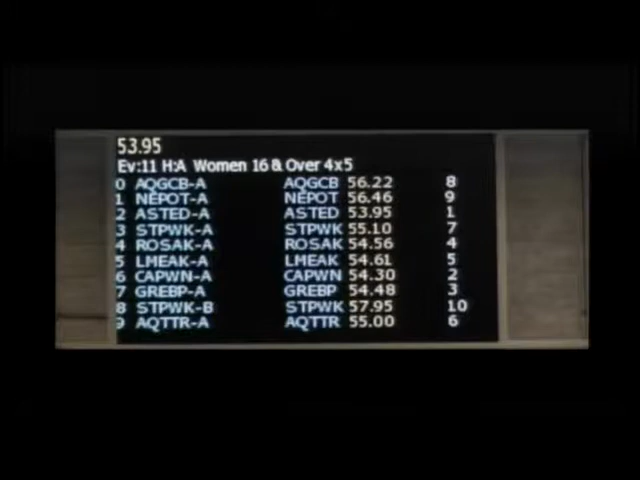 53.95
Ev:11 H:A Women 16 & Over 4x5
0 AQGCB-A AQGCB 56.22 8
1 NEPOT-A NEPOT 56.46 9
2 ASTED-A ASTED 53.95 1
3 STPWK-A STPWK 55.10 7
4 ROSAK-A ROSAK 54.56 4
5 LMEAK-A LMEAK 54.61 5
6 CAPWN-A CAPWN 54.30 2
7 GREBP-A GREBP 54.48 3
8 STPWK-B STPWK 57.95 10
9 AQTTR-A AQTTR 55.00 6